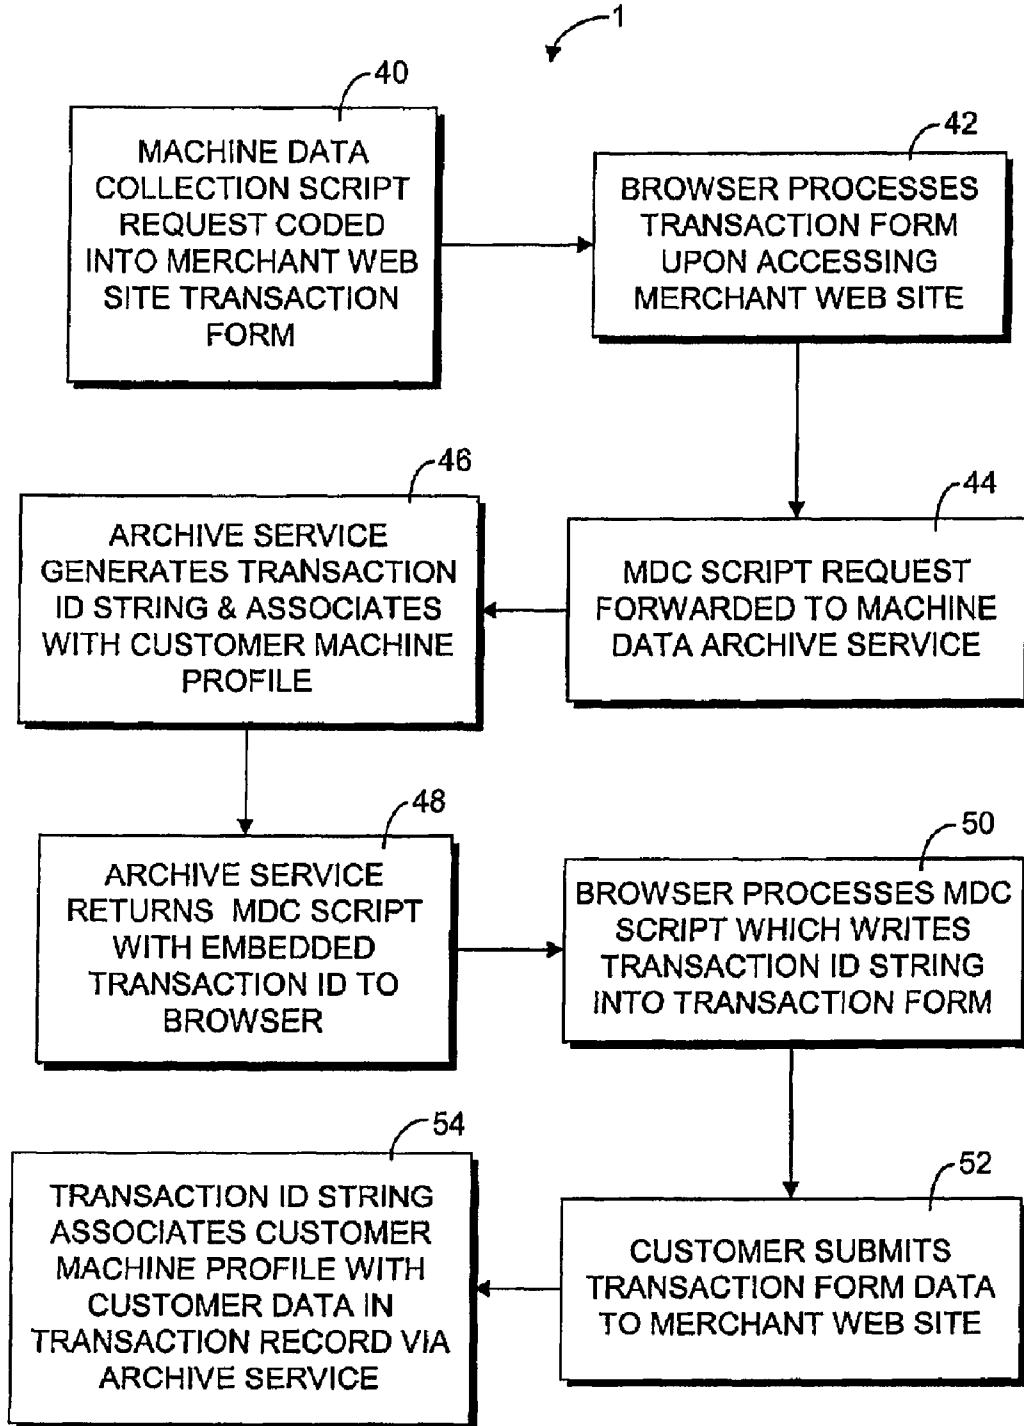 1
40
MACHINE DATA
COLLECTION SCRIPT
REQUEST CODED
INTO MERCHANT WEB
SITE TRANSACTION
FORM
42
BROWSER PROCESSES
TRANSACTION FORM
UPON ACCESSING
MERCHANT WEB SITE
44
MDC SCRIPT REQUEST
FORWARDED TO MACHINE
DATA ARCHIVE SERVICE
46
ARCHIVE SERVICE
GENERATES TRANSACTION
ID STRING & ASSOCIATES
WITH CUSTOMER MACHINE
PROFILE
48
ARCHIVE SERVICE
RETURNS MDC SCRIPT
WITH EMBEDDED
TRANSACTION ID TO
BROWSER
50
BROWSER PROCESSES MDC
SCRIPT WHICH WRITES
TRANSACTION ID STRING
INTO TRANSACTION FORM
52
CUSTOMER SUBMITS
TRANSACTION FORM DATA
TO MERCHANT WEB SITE
54
TRANSACTION ID STRING
ASSOCIATES CUSTOMER
MACHINE PROFILE WITH
CUSTOMER DATA IN
TRANSACTION RECORD VIA
ARCHIVE SERVICE